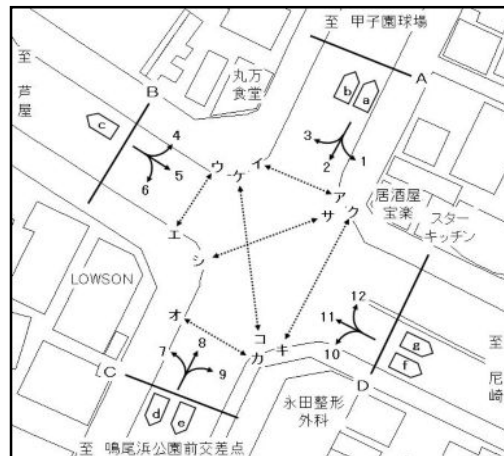 至 甲子園球場
A
丸万
食堂
至
芦
屋
B
b
a
c
3
2
1
4
5
6
ウ
ケ
イ
ア
サ
ク
居酒屋
宝楽
スター
キッチン
エ
シ
LOWSON
オ
コ
カ
キ
12
11
10
g
f
至
尼
崎
7
8
9
C
d
e
D
永田整形
外科
至 鳴尾浜公園前交差点